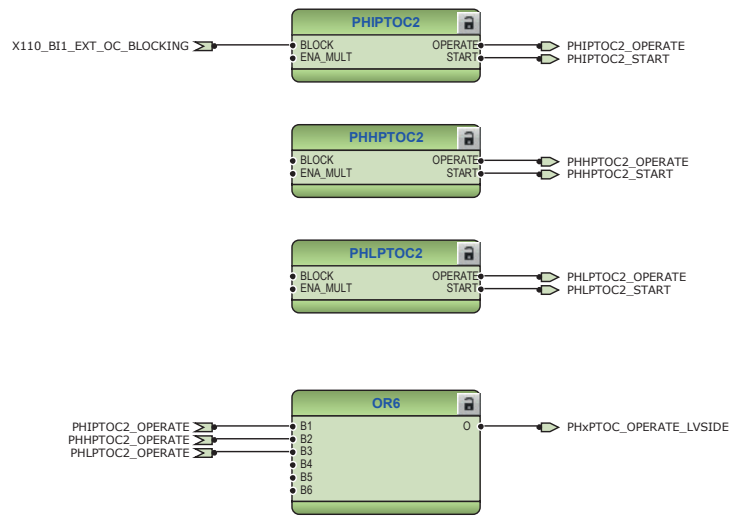 PHIPTOC2
X110_BI1_EXT_OC_BLOCKING BLOCK OPERATE PHIPTOC2_OPERATE
ENA_MULT START PHIPTOC2_START
PHHPTOC2
BLOCK OPERATE PHHPTOC2_OPERATE
ENA_MULT START PHHPTOC2_START
PHLPTOC2
BLOCK OPERATE PHLPTOC2_OPERATE
ENA_MULT START PHLPTOC2_START
OR6
PHIPTOC2_OPERATE B1 O PHxPTOC_OPERATE_LVSIDE
PHHPTOC2_OPERATE B2
PHLPTOC2_OPERATE B3
B4
B5
B6